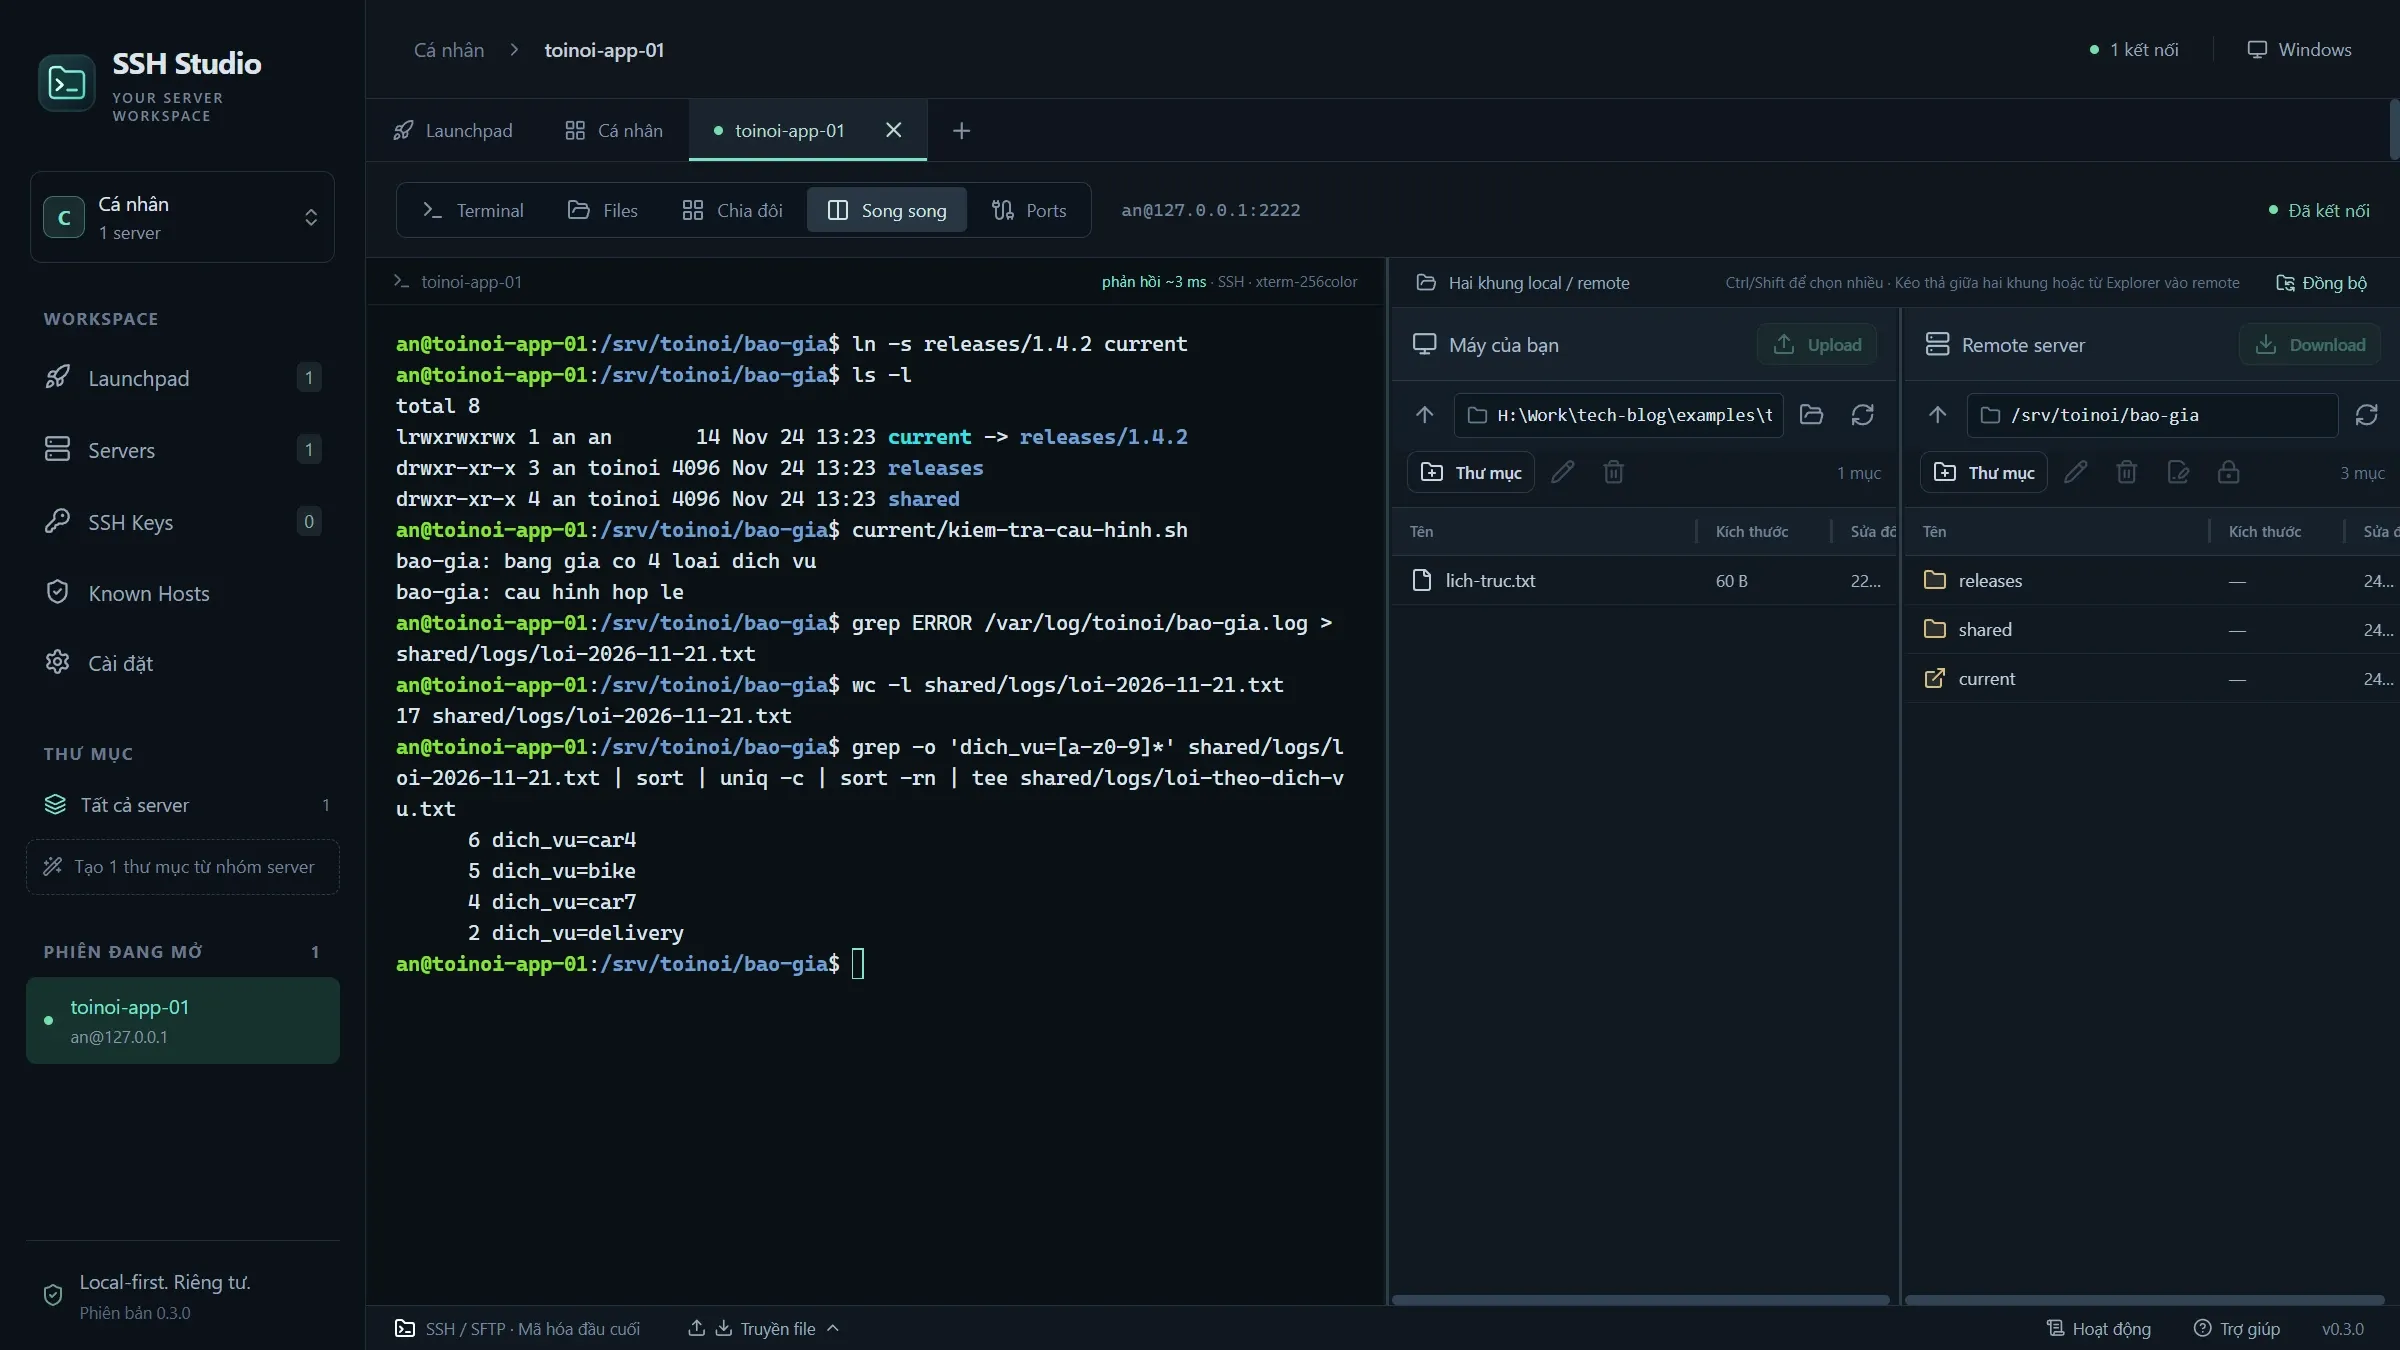 SSH Studio
YOUR SERVER
WORKSPACE
C
Cá nhân
1 server
WORKSPACE
Launchpad 1
Servers 1
SSH Keys 0
Known Hosts
Cài đặt
THƯ MỤC
Tất cả server 1
Tạo 1 thư mục từ nhóm server
PHIÊN ĐANG MỞ 1
toinoi-app-01
an@127.0.0.1
Local-first. Riêng tư.
Phiên bản 0.3.0
Cá nhân > toinoi-app-01
1 kết nối
Windows
Launchpad
Cá nhân
toinoi-app-01
Terminal
Files
Chia đôi
Song song
Ports
an@127.0.0.1:2222
Đã kết nối
toinoi-app-01
phản hồi ~3 ms · SSH · xterm-256color
an@toinoi-app-01:/srv/toinoi/bao-gia$ ln -s releases/1.4.2 current
an@toinoi-app-01:/srv/toinoi/bao-gia$ ls -l
total 8
lrwxrwxrwx 1 an an       14 Nov 24 13:23 current -> releases/1.4.2
drwxr-xr-x 3 an toinoi 4096 Nov 24 13:23 releases
drwxr-xr-x 4 an toinoi 4096 Nov 24 13:23 shared
an@toinoi-app-01:/srv/toinoi/bao-gia$ current/kiem-tra-cau-hinh.sh
bao-gia: bang gia co 4 loai dich vu
bao-gia: cau hinh hop le
an@toinoi-app-01:/srv/toinoi/bao-gia$ grep ERROR /var/log/toinoi/bao-gia.log >
shared/logs/loi-2026-11-21.txt
an@toinoi-app-01:/srv/toinoi/bao-gia$ wc -l shared/logs/loi-2026-11-21.txt
17 shared/logs/loi-2026-11-21.txt
an@toinoi-app-01:/srv/toinoi/bao-gia$ grep -o 'dich_vu=[a-z0-9]*' shared/logs/l
oi-2026-11-21.txt | sort | uniq -c | sort -rn | tee shared/logs/loi-theo-dich-v
u.txt
6 dich_vu=car4
5 dich_vu=bike
4 dich_vu=car7
2 dich_vu=delivery
an@toinoi-app-01:/srv/toinoi/bao-gia$
Hai khung local / remote
Ctrl/Shift để chọn nhiều · Kéo thả giữa hai khung hoặc từ Explorer vào remote
Đồng bộ
Máy của bạn
Upload
H:\Work\tech-blog\examples\t
Thư mục
1 mục
Tên Kích thước Sửa đổ
lich-truc.txt 60 B 22...
Remote server
Download
/srv/toinoi/bao-gia
Thư mục
3 mục
Tên Kích thước Sửa đ
releases — 24...
shared — 24...
current — 24...
SSH / SFTP · Mã hóa đầu cuối
Truyền file
Hoạt động
Trợ giúp
v0.3.0